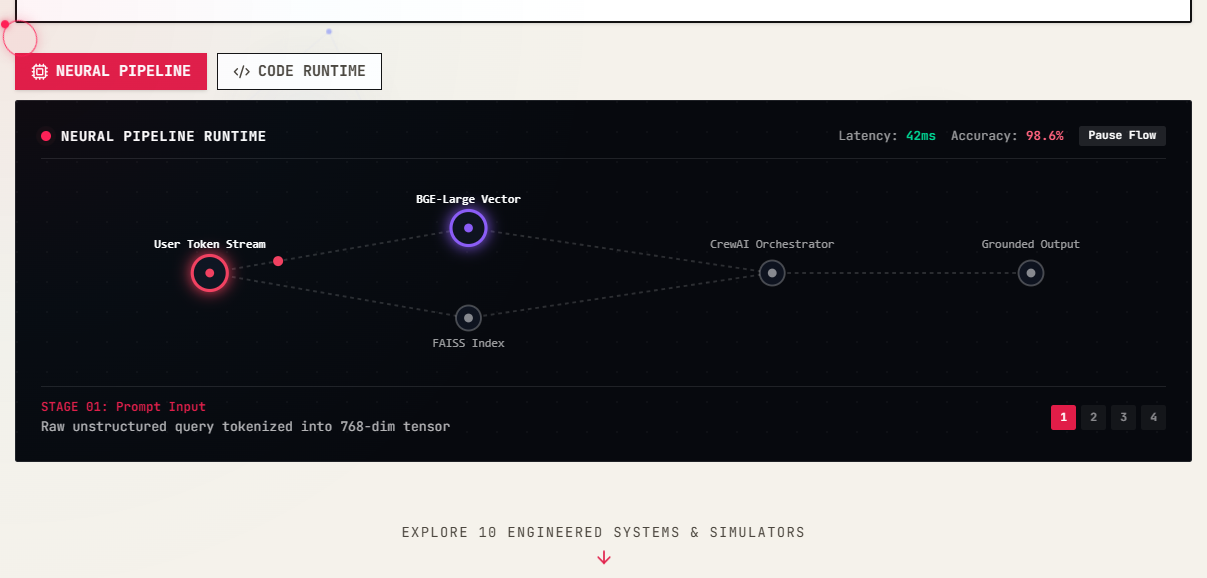 NEURAL PIPELINE
</> CODE RUNTIME
NEURAL PIPELINE RUNTIME
Latency: 42ms Accuracy: 98.6% Pause Flow
BGE-Large Vector
User Token Stream
CrewAI Orchestrator
Grounded Output
FAISS Index
STAGE 01: Prompt Input
Raw unstructured query tokenized into 768-dim tensor
1 2 3 4
EXPLORE 10 ENGINEERED SYSTEMS & SIMULATORS